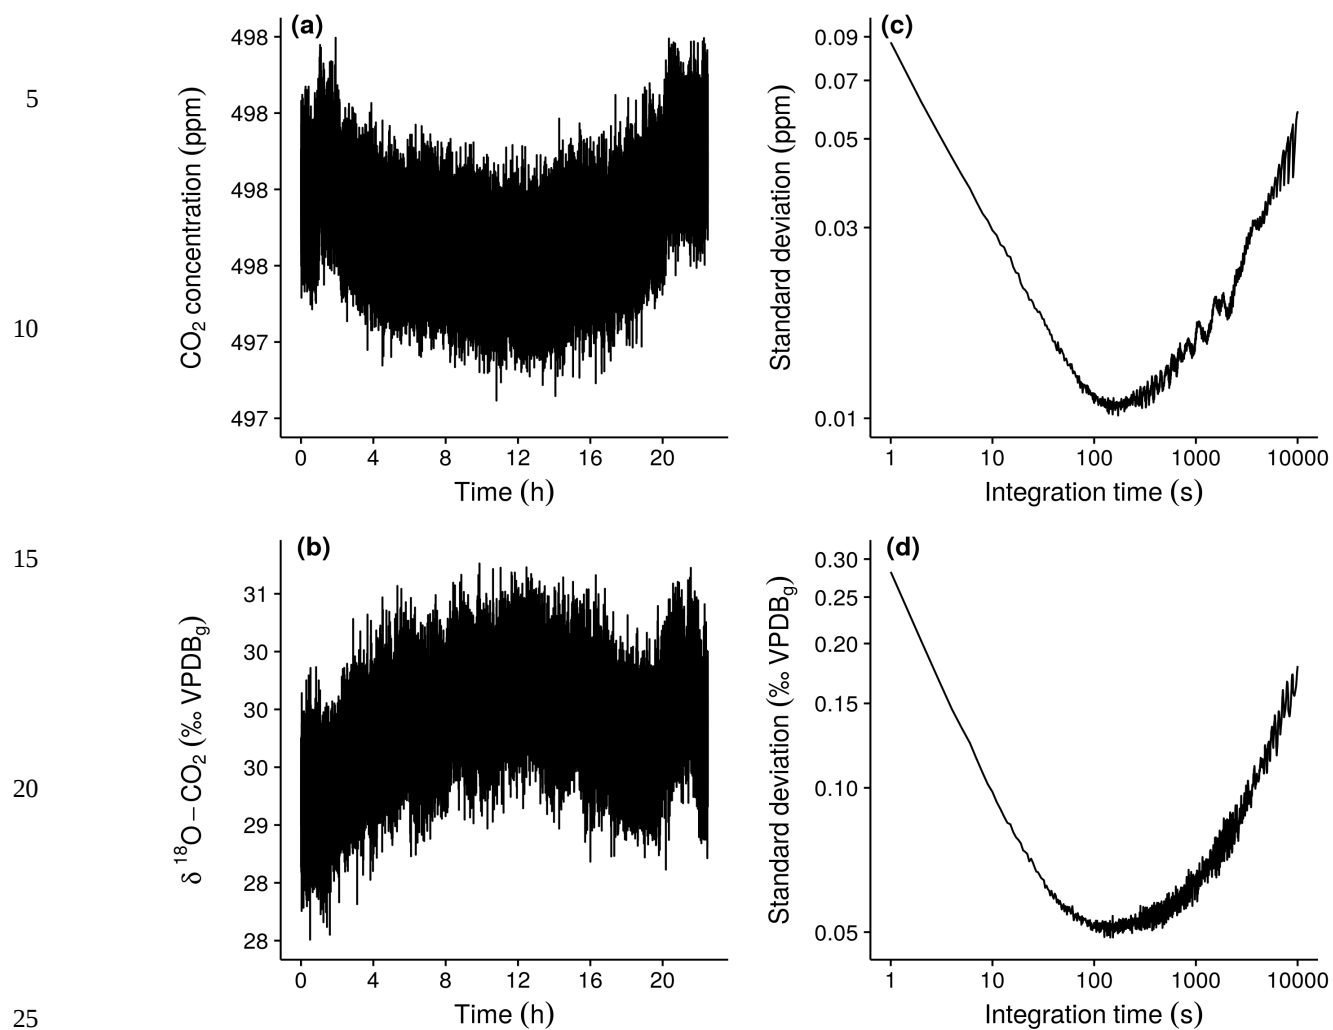 5
10
15
20
25
(a)
498
498
498
498
497
497
CO2 concentration (ppm)
0 4 8 12 16 20
Time (h)
(c)
0.09
0.07
0.05
0.03
0.01
Standard deviation (ppm)
1 10 100 1000 10000
Integration time (s)
(b)
31
30
30
30
29
28
28
δ 18O − CO2 (‰ VPDBg)
0 4 8 12 16 20
Time (h)
(d)
0.30
0.25
0.20
0.15
0.10
0.05
Standard deviation (‰ VPDBg)
1 10 100 1000 10000
Integration time (s)